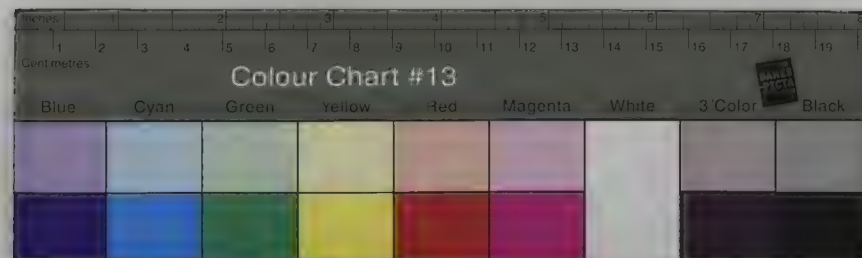 Inches 1 2 3 4 5 6 7
1 2 3 4 5 6 7 8 9 10 11 12 13 14 15 16 17 18 19
Centimetres
Colour Chart #13
Blue Cyan Green Yellow Red Magenta White 3/Color Black